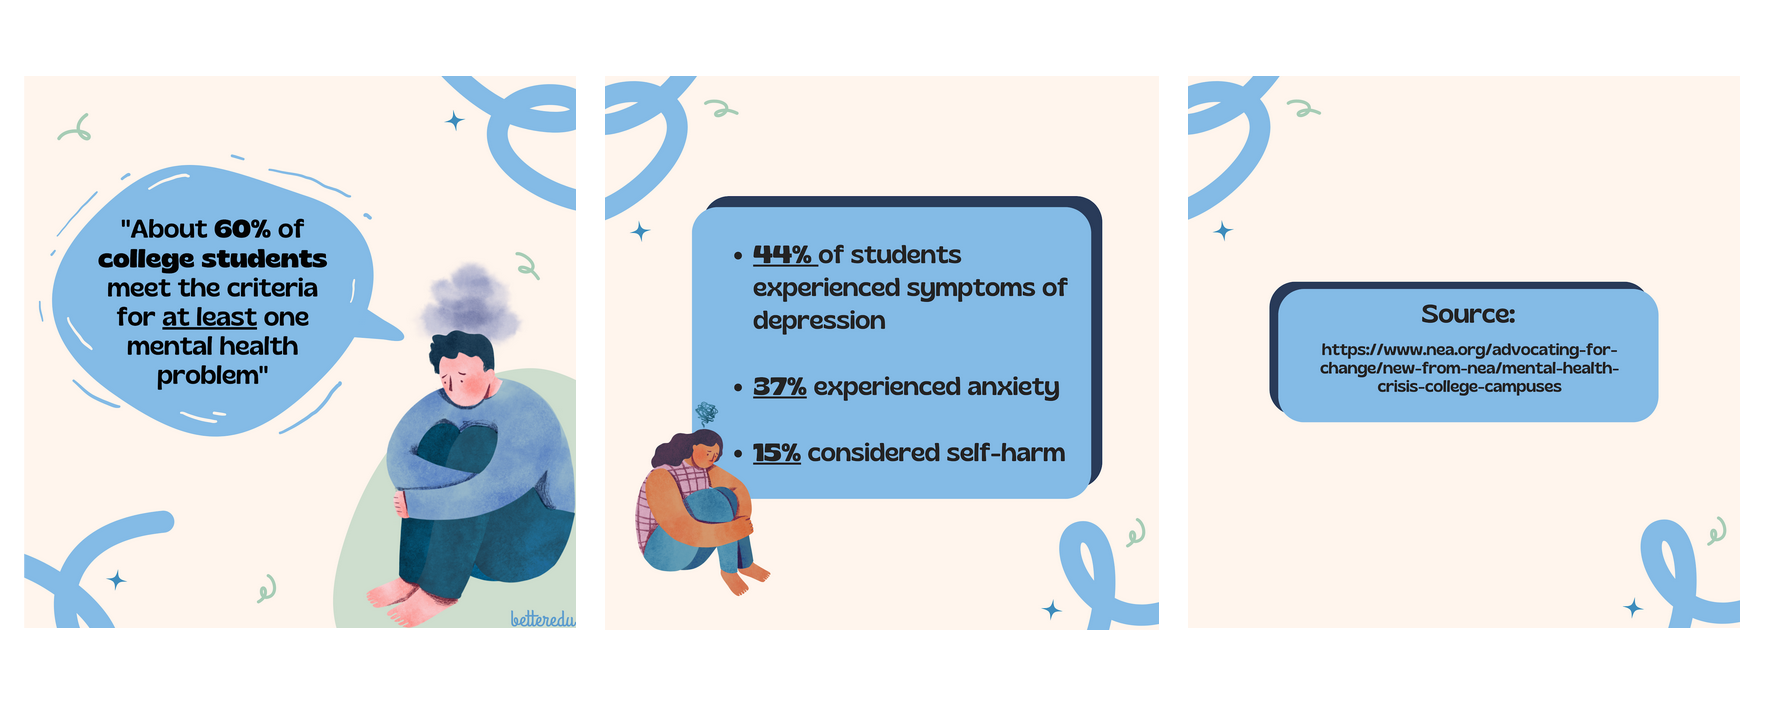 "About 60% of
college students
meet the criteria
for at least one
mental health
problem"
betteredu
• 44% of students
experienced symptoms of
depression
• 37% experienced anxiety
• 15% considered self-harm
Source:
https://www.nea.org/advocating-for-
change/new-from-nea/mental-health-
crisis-college-campuses